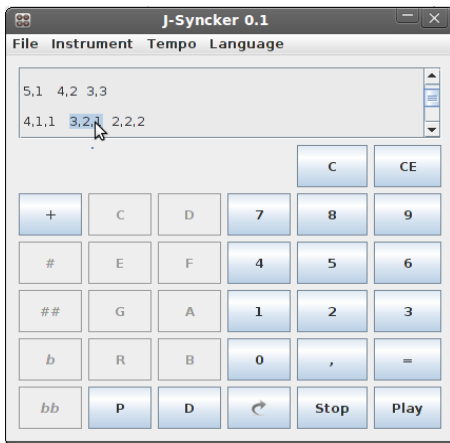 J-Syncker 0.1
File Instrument Tempo Language
5,1 4,2 3,3
4,1,1 3,2,1 2,2,2
C CE
+ C D 7 8 9
# E F 4 5 6
## G A 1 2 3
b R B 0 , =
bb P D Stop Play